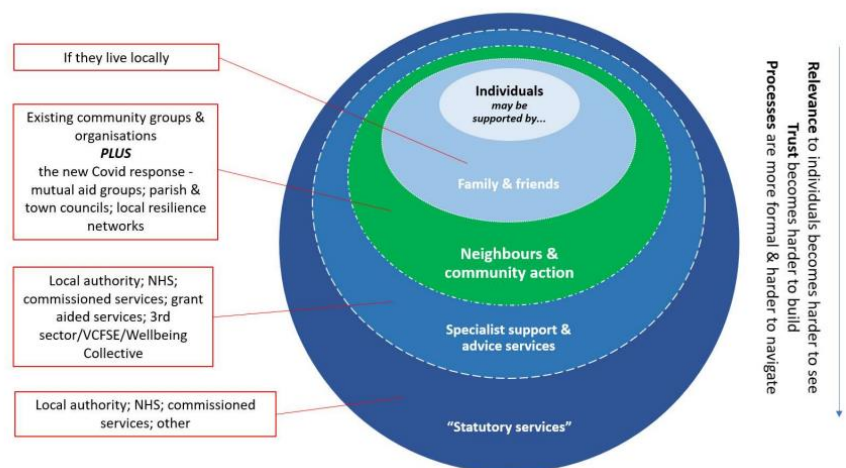 If they live locally
Existing community groups &
organisations
PLUS
the new Covid response -
mutual aid groups; parish &
town councils; local resilience
networks
Local authority; NHS;
commissioned services; grant
aided services; 3rd
sector/VCFSE/Wellbeing
Collective
Local authority; NHS; commissioned
services; other
Individuals
may be
supported by...
Family & friends
Neighbours &
community action
Specialist support &
advice services
"Statutory services"
Relevance to individuals becomes harder to see
Trust becomes harder to build
Processes are more formal & harder to navigate